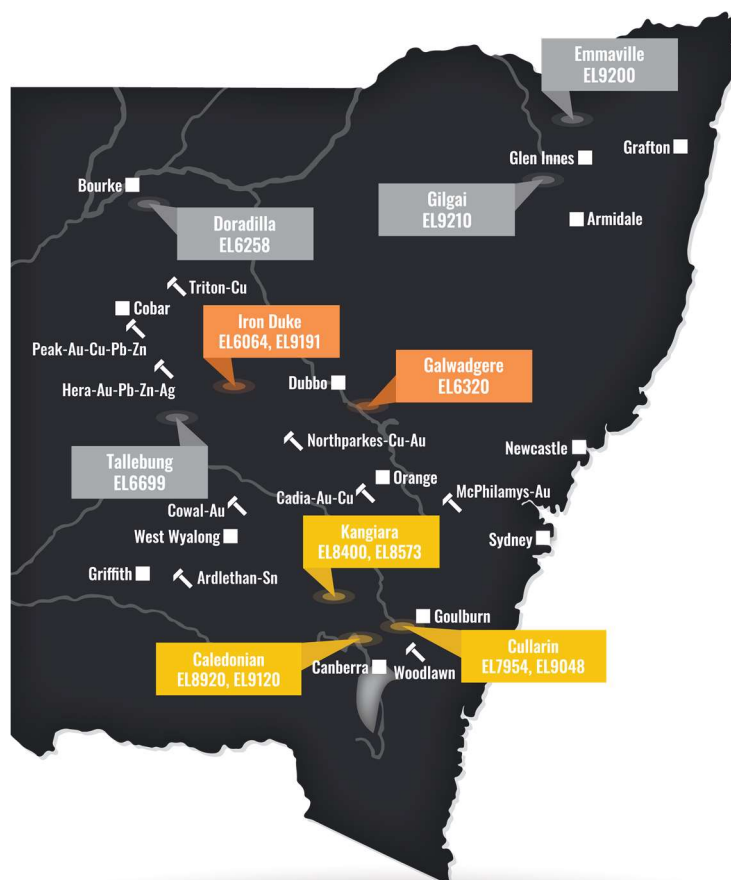 Emmaville
EL9200
Grafton
Glen Innes
Bourke
Gilgai
EL9210
Armidale
Doradilla
EL6258
Triton-Cu
Cobar
Iron Duke
EL6064, EL9191
Peak-Au-Cu-Pb-Zn
Hera-Au-Pb-Zn-Ag
Dubbo
Galwadgere
EL6320
Northparkes-Cu-Au
Newcastle
Tallebung
EL6699
Orange
Cadia-Au-Cu
McPhilamys-Au
Cowal-Au
Kangiara
EL8400, EL8573
West Wyalong
Sydney
Griffith
Ardlethan-Sn
Goulburn
Cullarin
EL7954, EL9048
Caledonian
EL8920, EL9120
Canberra
Woodlawn